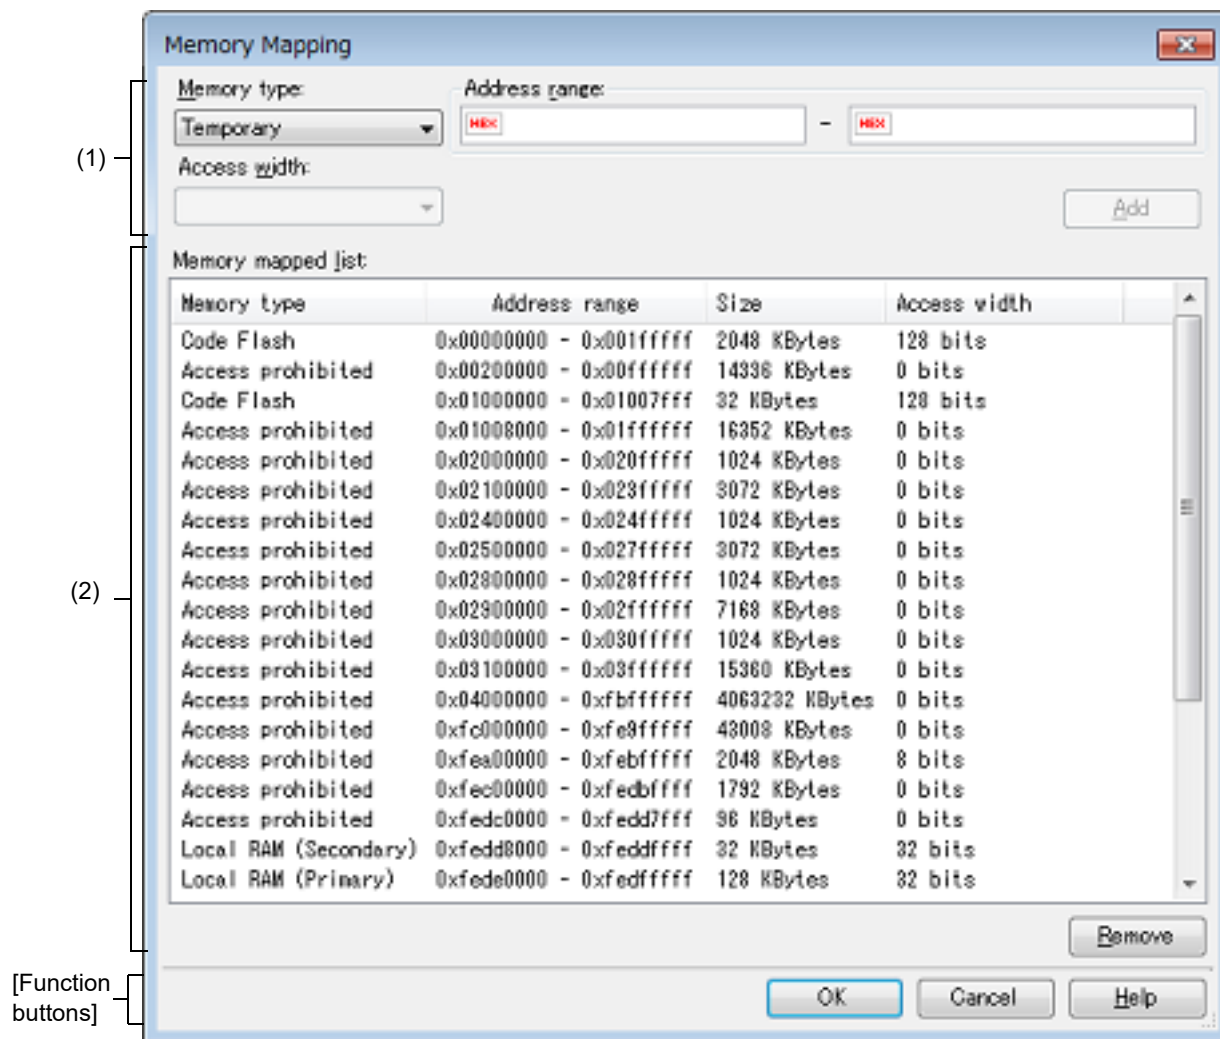 Memory Mapping
Memory type:
Address range:
Temporary
HEX
-
HEX
(1)
Access width:
Add
Memory mapped list:
Memory type Address range Size Access width
Code Flash 0x00000000 - 0x001fffff 2048 KBytes 128 bits
Access prohibited 0x00200000 - 0x00ffffff 14336 KBytes 0 bits
Code Flash 0x01000000 - 0x01007fff 32 KBytes 128 bits
Access prohibited 0x01008000 - 0x01ffffff 16352 KBytes 0 bits
Access prohibited 0x02000000 - 0x020fffff 1024 KBytes 0 bits
Access prohibited 0x02100000 - 0x023fffff 3072 KBytes 0 bits
Access prohibited 0x02400000 - 0x024fffff 1024 KBytes 0 bits
Access prohibited 0x02500000 - 0x027fffff 3072 KBytes 0 bits
(2)
Access prohibited 0x02800000 - 0x028fffff 1024 KBytes 0 bits
Access prohibited 0x02900000 - 0x02ffffff 7168 KBytes 0 bits
Access prohibited 0x03000000 - 0x030fffff 1024 KBytes 0 bits
Access prohibited 0x03100000 - 0x03ffffff 15360 KBytes 0 bits
Access prohibited 0x04000000 - 0xfbffffff 4063232 KBytes 0 bits
Access prohibited 0xfc000000 - 0xfe9fffff 43008 KBytes 0 bits
Access prohibited 0xfea00000 - 0xfebfffff 2048 KBytes 8 bits
Access prohibited 0xfec00000 - 0xfedbffff 1792 KBytes 0 bits
Access prohibited 0xfedc0000 - 0xfedd7fff 96 KBytes 0 bits
Local RAM (Secondary) 0xfedd8000 - 0xfeddffff 32 KBytes 32 bits
Local RAM (Primary) 0xfede0000 - 0xfedfffff 128 KBytes 32 bits
Remove
[Function
buttons]
OK
Cancel
Help